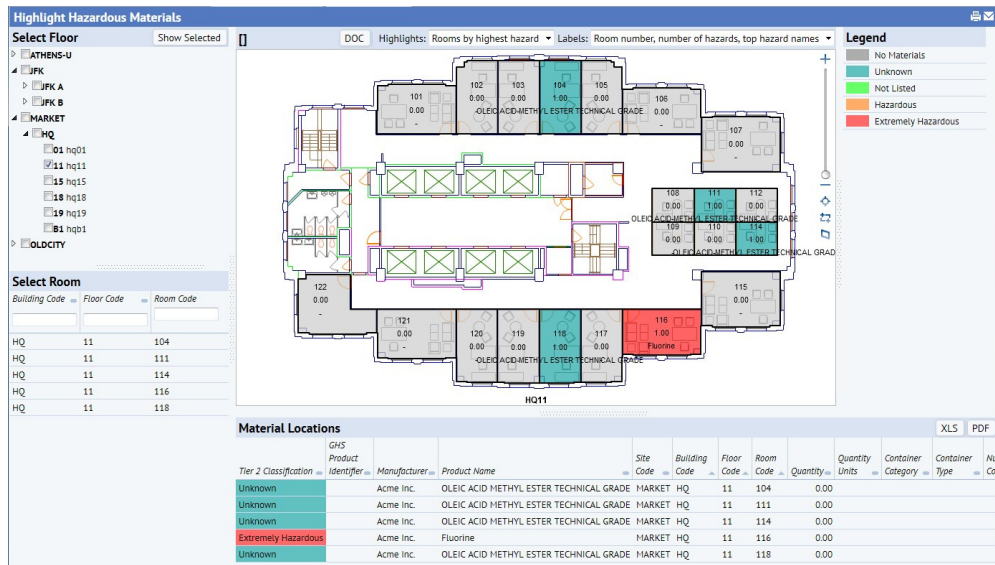 Highlight Hazardous Materials
Select Floor
Show Selected
ATHENS-U
JFK
JFK A
JFK B
MARKET
HQ
01 hq01
11 hq11
15 hq15
18 hq18
19 hq19
B1 hqb1
OLDCITY
Select Room
Building Code Floor Code Room Code
HQ 11 104
HQ 11 111
HQ 11 114
HQ 11 116
HQ 11 118
[] DOC Highlights: Rooms by highest hazard Labels: Room number, number of hazards, top hazard names
101
0.00
-
102
0.00
103
0.00
104
1.00
OLEIC ACID METHYL ESTER TECHNICAL GRADE
105
0.00
106
0.00
-
107
0.00
-
108
0.00
111
1.00
OLEIC ACID METHYL ESTER TECHNICAL GRADE
112
0.00
109
0.00
110
0.00
114
1.00
OLEIC ACID METHYL ESTER TECHNICAL GRAD
122
0.00
-
121
0.00
-
120
0.00
119
0.00
118
1.00
OLEIC ACID METHYL ESTER TECHNICAL GRADE
117
0.00
116
1.00
Fluorine
115
0.00
-
HQ11
Legend
No Materials
Unknown
Not Listed
Hazardous
Extremely Hazardous
Material Locations
XLS PDF
Tier 2 Classification GHS Product Identifier Manufacturer Product Name Site Code Building Code Floor Code Room Code Quantity Quantity Units Container Category Container Type
Unknown Acme Inc. OLEIC ACID METHYL ESTER TECHNICAL GRADE MARKET HQ 11 104 0.00
Unknown Acme Inc. OLEIC ACID METHYL ESTER TECHNICAL GRADE MARKET HQ 11 111 0.00
Unknown Acme Inc. OLEIC ACID METHYL ESTER TECHNICAL GRADE MARKET HQ 11 114 0.00
Extremely Hazardous Acme Inc. Fluorine MARKET HQ 11 116 0.00
Unknown Acme Inc. OLEIC ACID METHYL ESTER TECHNICAL GRADE MARKET HQ 11 118 0.00